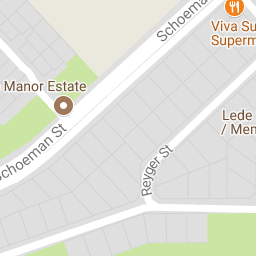 Schoeman
Viva Su
Superm
Manor Estate
Lede
/ Men
Schoeman St
Reyger St